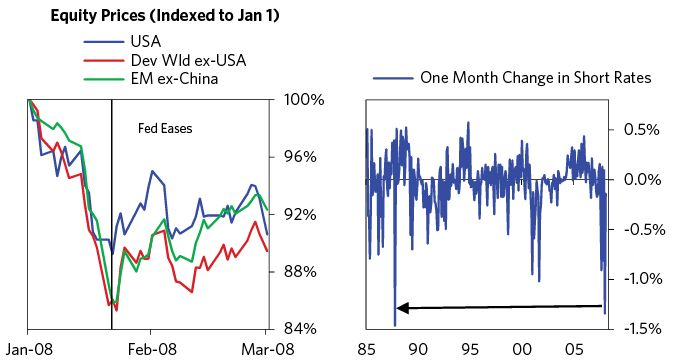 Equity Prices (Indexed to Jan 1)
USA
Dev Wld ex-USA
EM ex-China
Fed Eases
100%
96%
92%
88%
84%
Jan-08 Feb-08 Mar-08
One Month Change in Short Rates
0.5%
0.0%
-0.5%
-1.0%
-1.5%
85 90 95 00 05